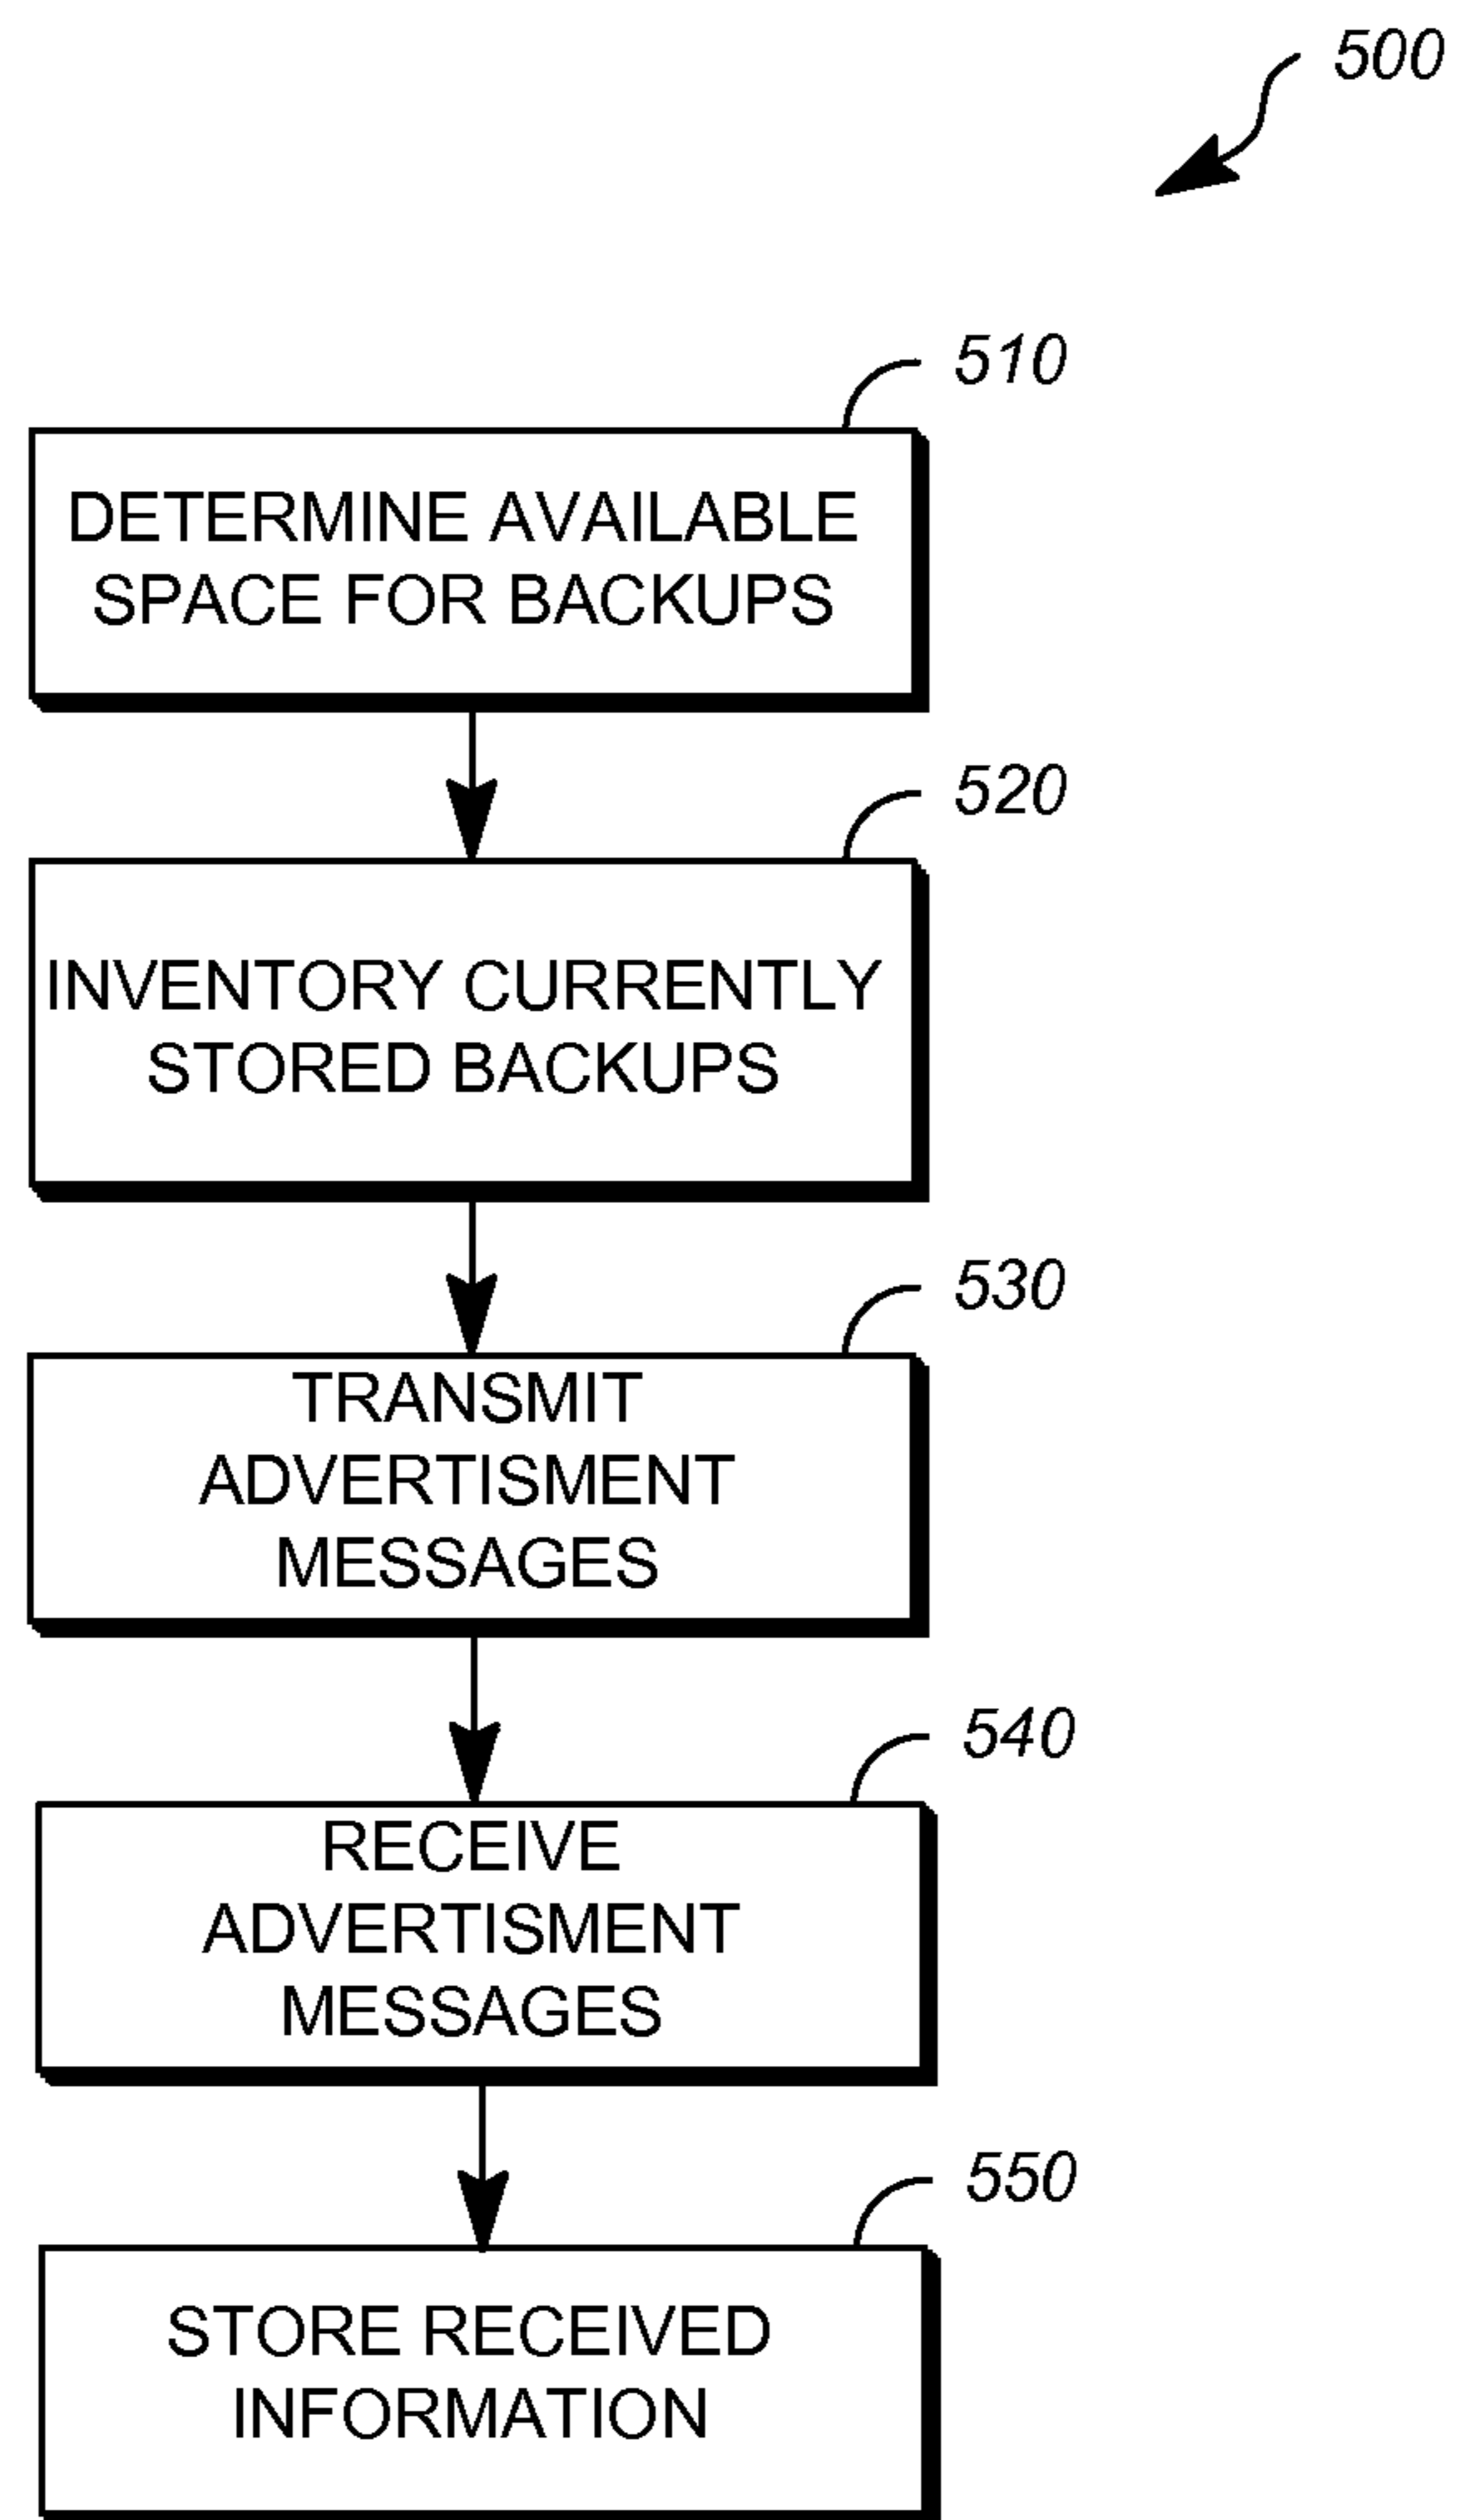 500
510
DETERMINE AVAILABLE
SPACE FOR BACKUPS
520
INVENTORY CURRENTLY
STORED BACKUPS
530
TRANSMIT
ADVERTISMENT
MESSAGES
540
RECEIVE
ADVERTISMENT
MESSAGES
550
STORE RECEIVED
INFORMATION